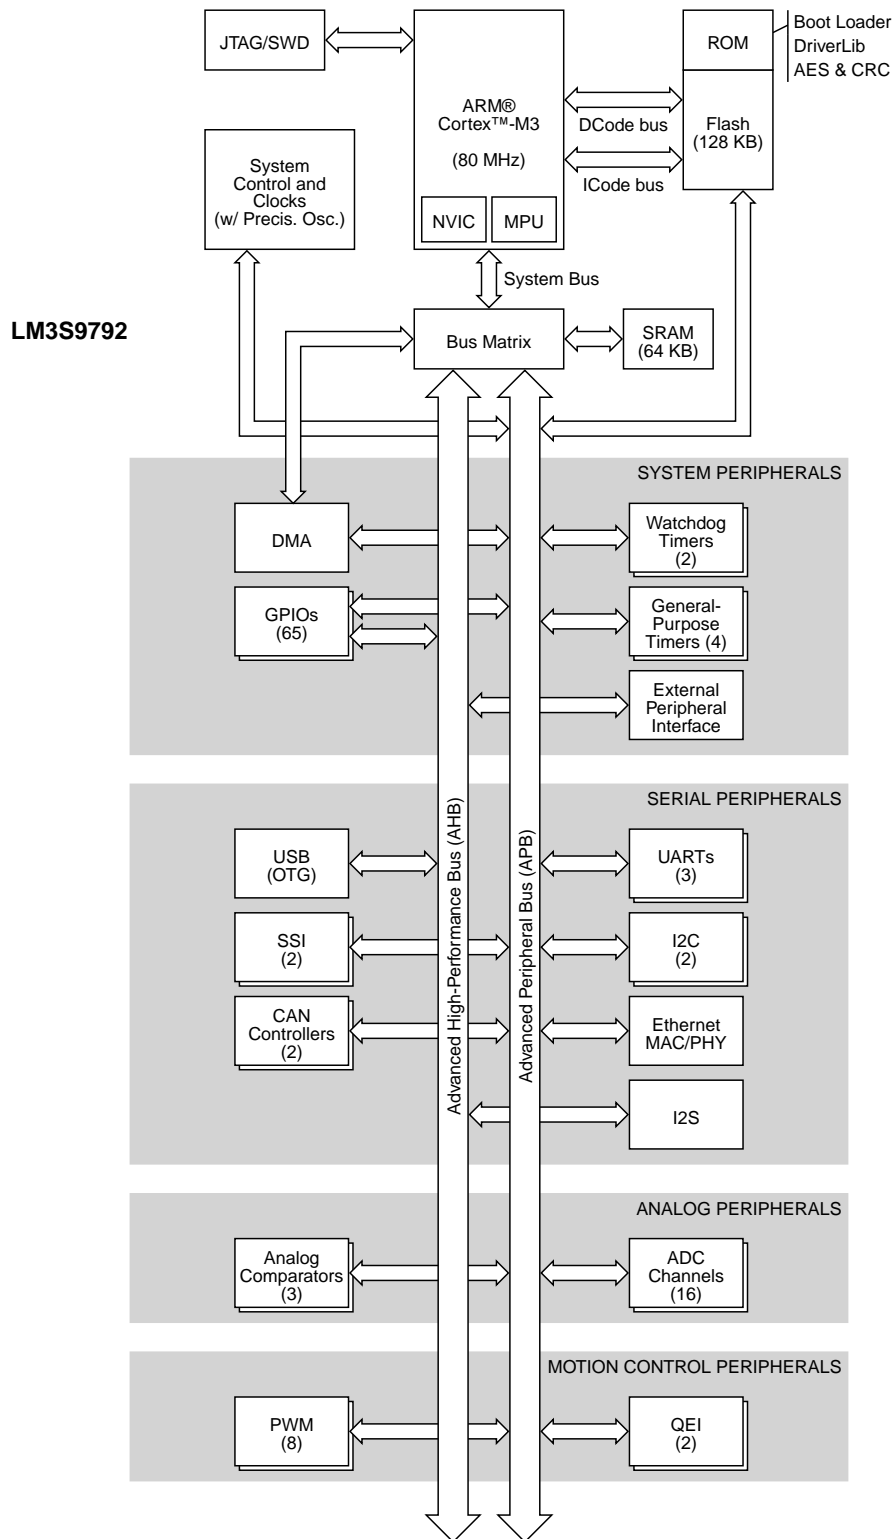 JTAG/SWD
ARM®
Cortex™-M3
(80 MHz)
NVIC
MPU
ROM
Boot Loader
DriverLib
AES & CRC
Flash
(128 KB)
DCode bus
ICode bus
System
Control and
Clocks
(w/ Precis. Osc.)
System Bus
LM3S9792
Bus Matrix
SRAM
(64 KB)
SYSTEM PERIPHERALS
DMA
Watchdog
Timers
(2)
GPIOs
(65)
General-
Purpose
Timers (4)
External
Peripheral
Interface
Advanced High-Performance Bus (AHB)
Advanced Peripheral Bus (APB)
SERIAL PERIPHERALS
USB
(OTG)
UARTs
(3)
SSI
(2)
I2C
(2)
CAN
Controllers
(2)
Ethernet
MAC/PHY
I2S
ANALOG PERIPHERALS
Analog
Comparators
(3)
ADC
Channels
(16)
MOTION CONTROL PERIPHERALS
PWM
(8)
QEI
(2)